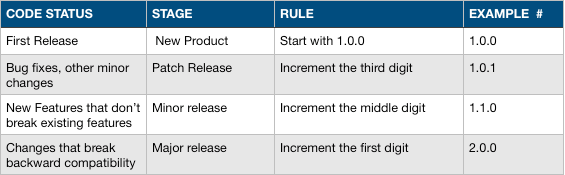 CODE STATUS STAGE RULE EXAMPLE #
First Release New Product Start with 1.0.0 1.0.0
Bug fixes, other minor Patch Release Increment the third digit 1.0.1
changes
New Features that don't Minor release Increment the middle digit 1.1.0
break existing features
Changes that break Major release Increment the first digit 2.0.0
backward compatibility